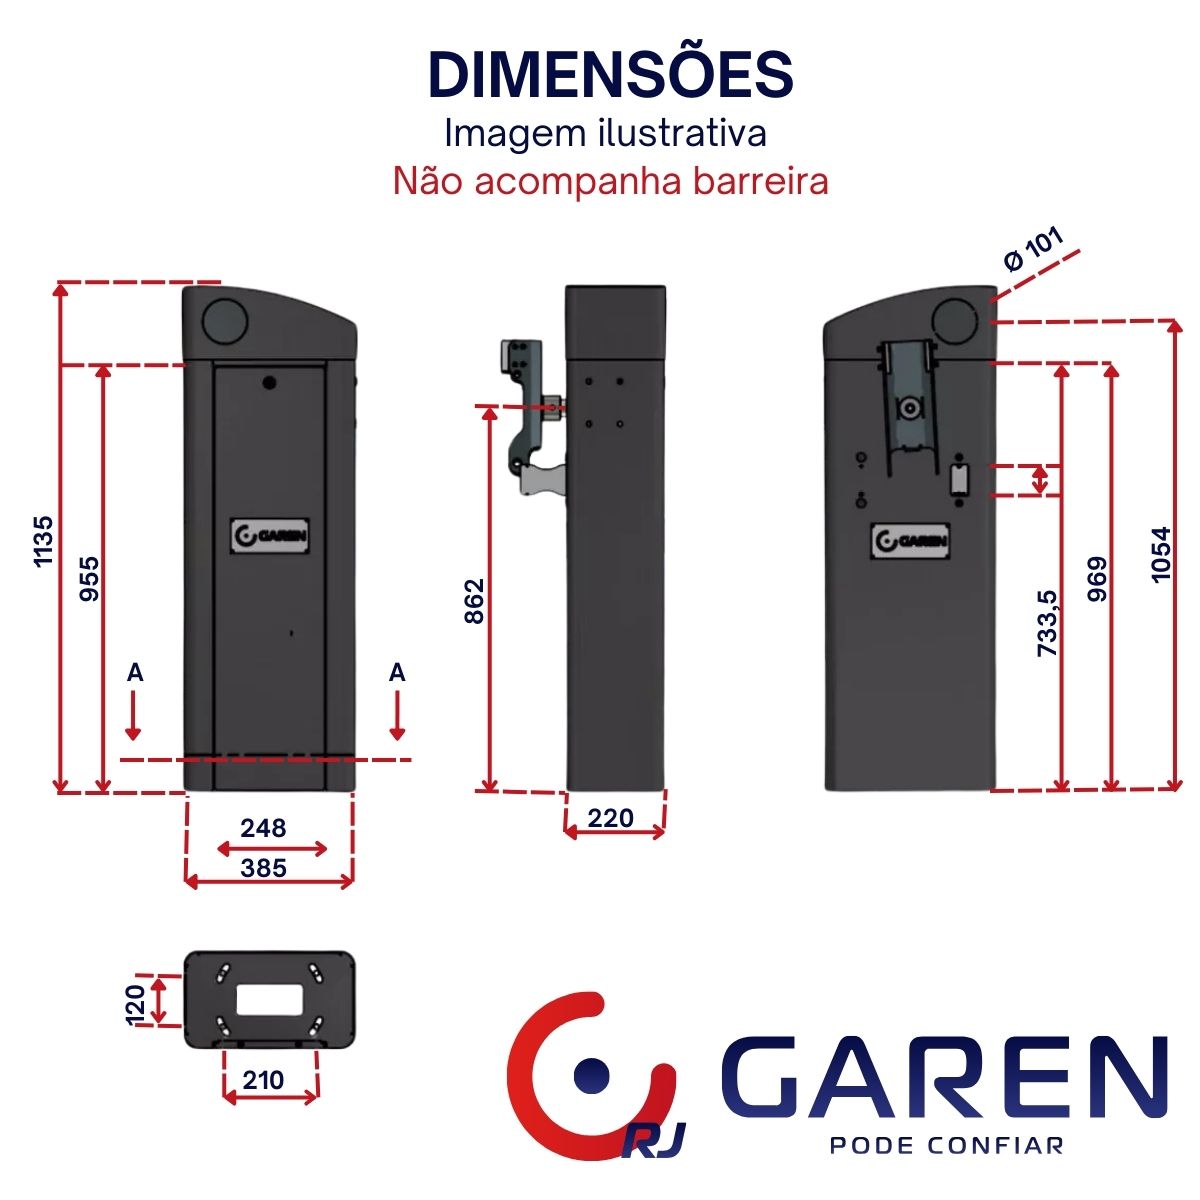 DIMENSÕES
Imagem ilustrativa
Não acompanha barreira
Ø 101
1135
955
862
733,5
969
1054
GAREN
GAREN
A
A
248
385
220
120
210
GAREN
RJ
PODE CONFIAR